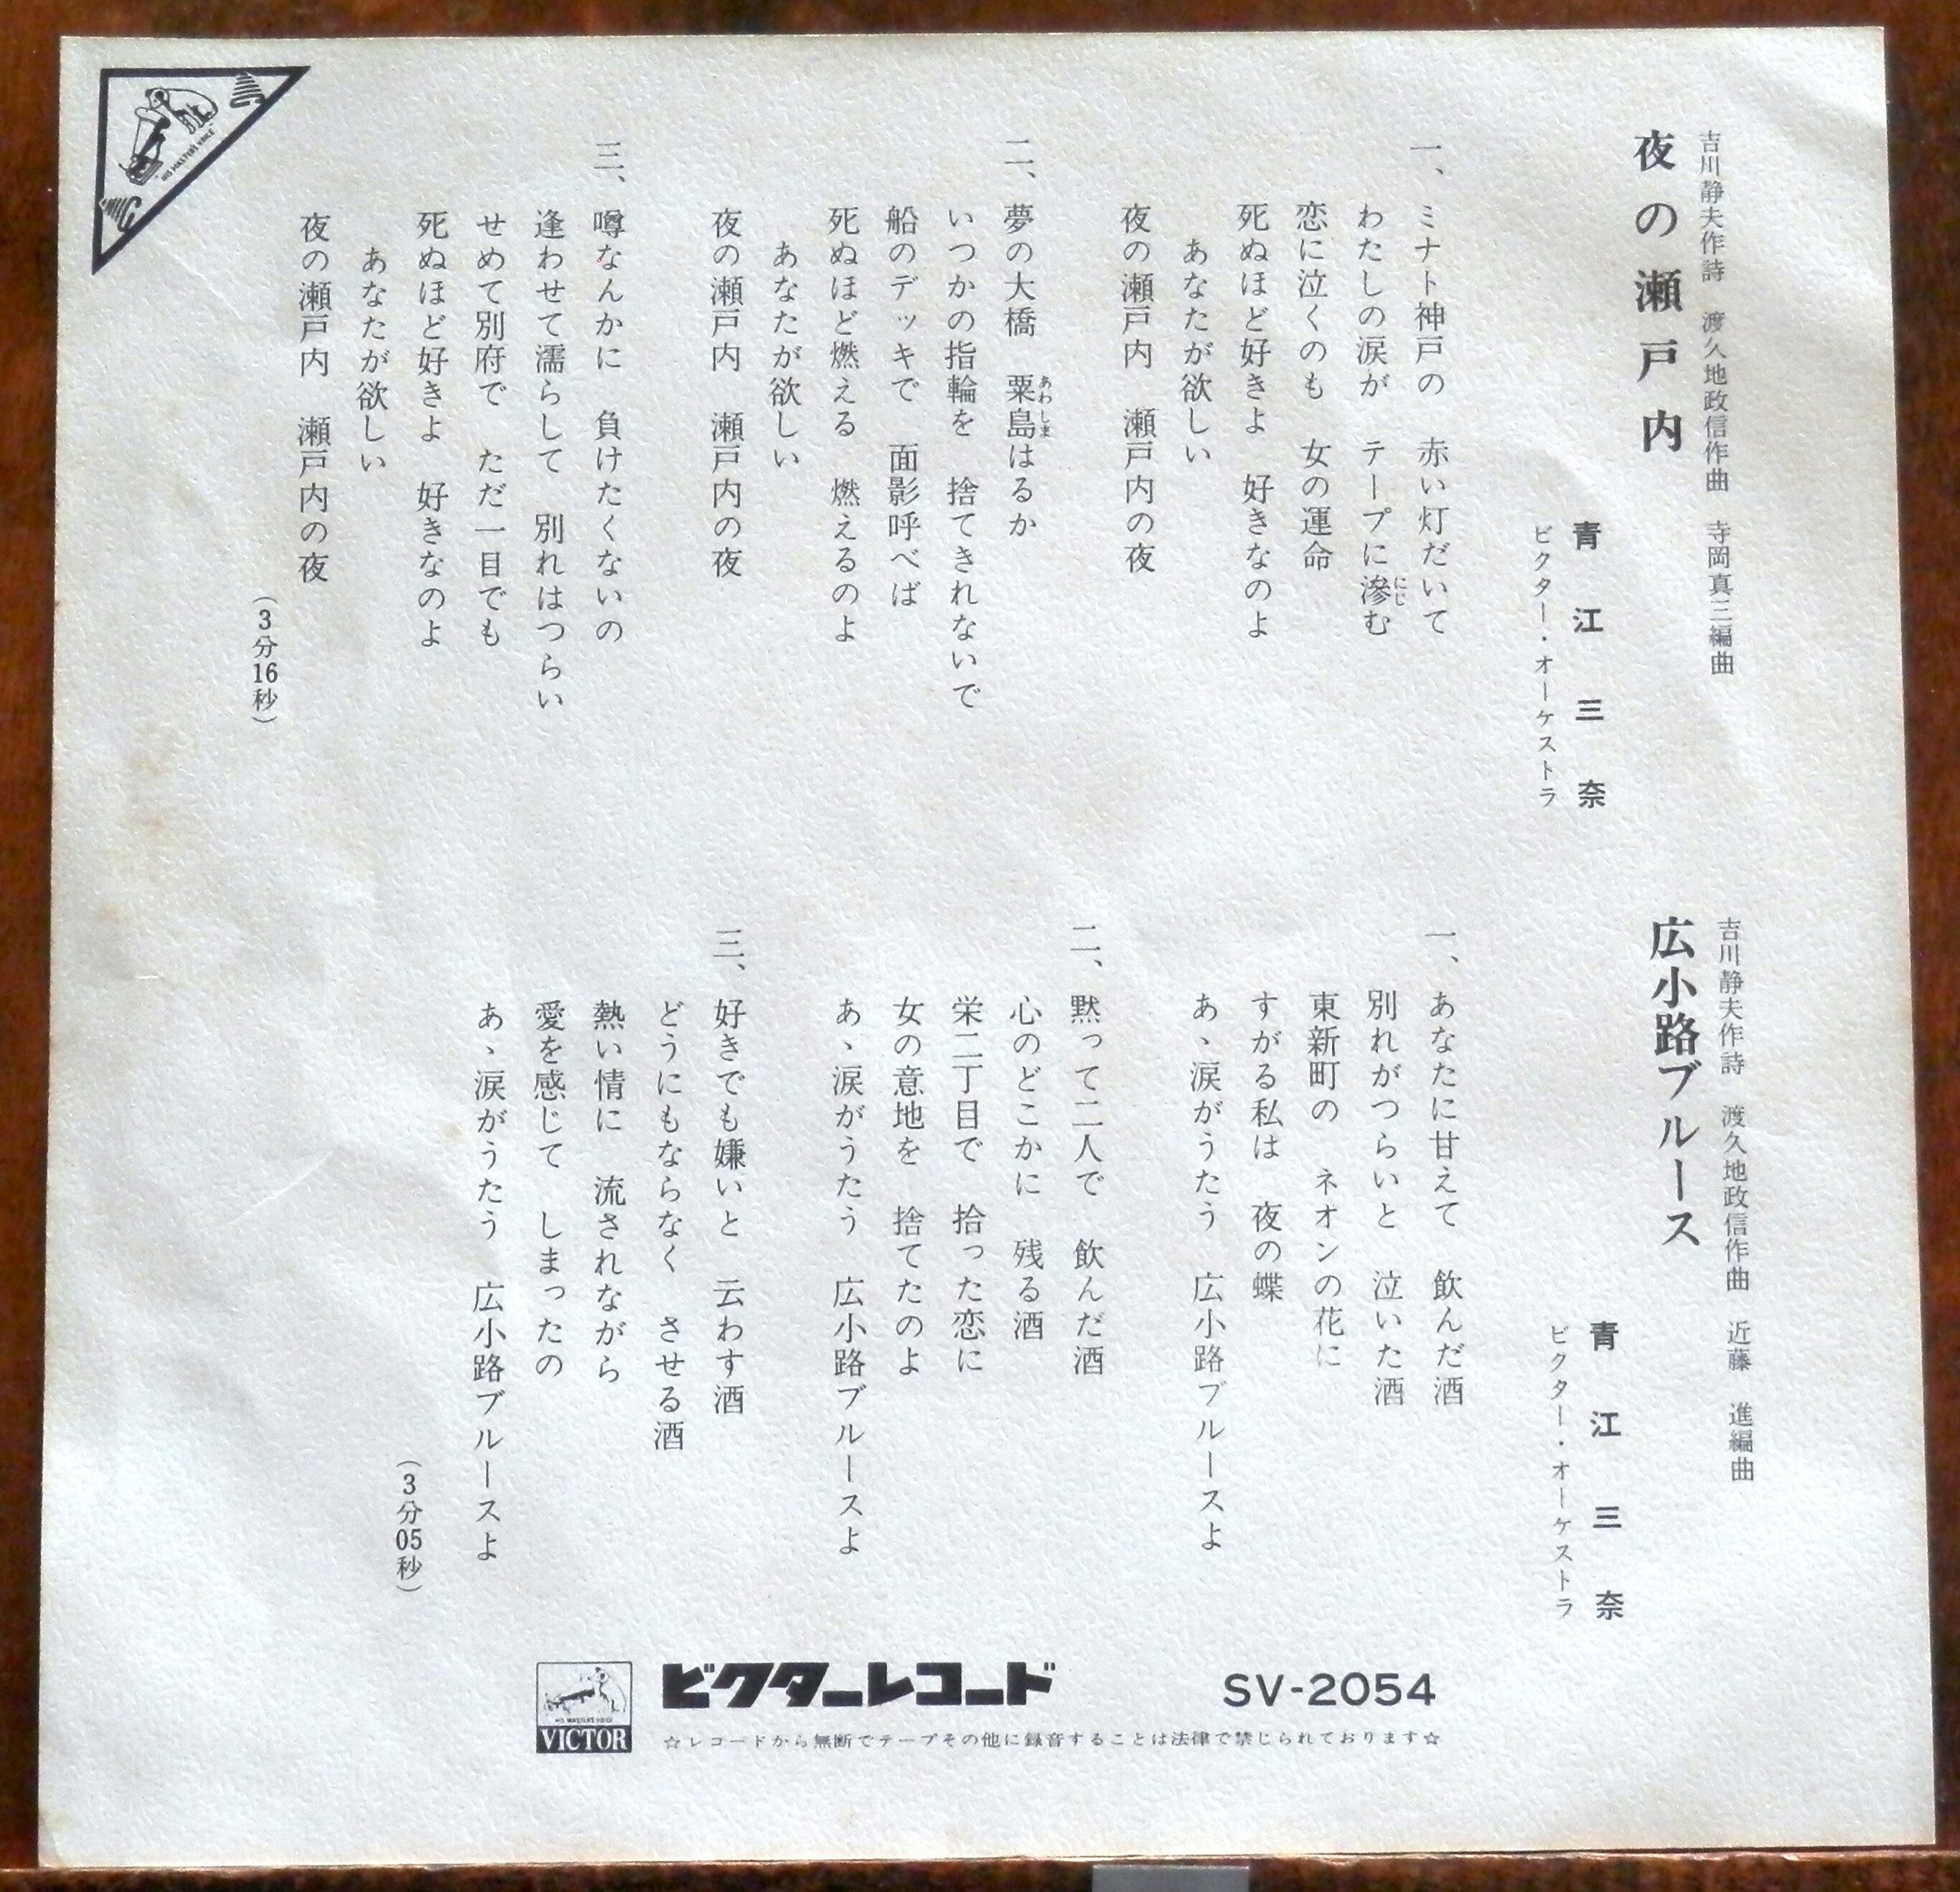 吉川静夫作詩　渡久地政信作曲　寺岡真三編曲
夜の瀬戸内
青江三奈
ビクター・オーケストラ
一、ミナト神戸の　赤い灯だいて
わたしの涙が　テープに滲む
にじ
恋に泣くのも　女の運命
死ぬほど好きよ　好きなのよ
あなたが欲しい
夜の瀬戸内　瀬戸内の夜
二、夢の大橋　粟島はるか
あわしま
いつかの指輪を　捨てきれないで
船のデッキで　面影呼べば
死ぬほど燃える　燃えるのよ
あなたが欲しい
夜の瀬戸内　瀬戸内の夜
三、噂なんかに　負けたくないの
逢わせて濡らして　別れはつらい
せめて別府で　ただ一目でも
死ぬほど好きよ　好きなのよ
あなたが欲しい
夜の瀬戸内　瀬戸内の夜
（3分16秒）
吉川静夫作詩　渡久地政信作曲　近藤　進編曲
広小路ブルース
青江三奈
ビクター・オーケストラ
一、あなたに甘えて　飲んだ酒
別れがつらいと　泣いた酒
東新町の　ネオンの花に
すがる私は　夜の蝶
あゝ涙がうたう　広小路ブルースよ
二、黙って二人で　飲んだ酒
心のどこかに　残る酒
栄二丁目で　拾った恋に
女の意地を　捨てたのよ
あゝ涙がうたう　広小路ブルースよ
三、好きでも嫌いと　云わす酒
どうにもならなく　させる酒
熱い情に　流されながら
愛を感じて　しまったの
あゝ涙がうたう　広小路ブルースよ
（3分05秒）
"HIS MASTER'S VOICE"
HIS MASTER'S VOICE
VICTOR
ビクターレコード
SV-2054
☆レコードから無断でテープその他に録音することは法律で禁じられております☆